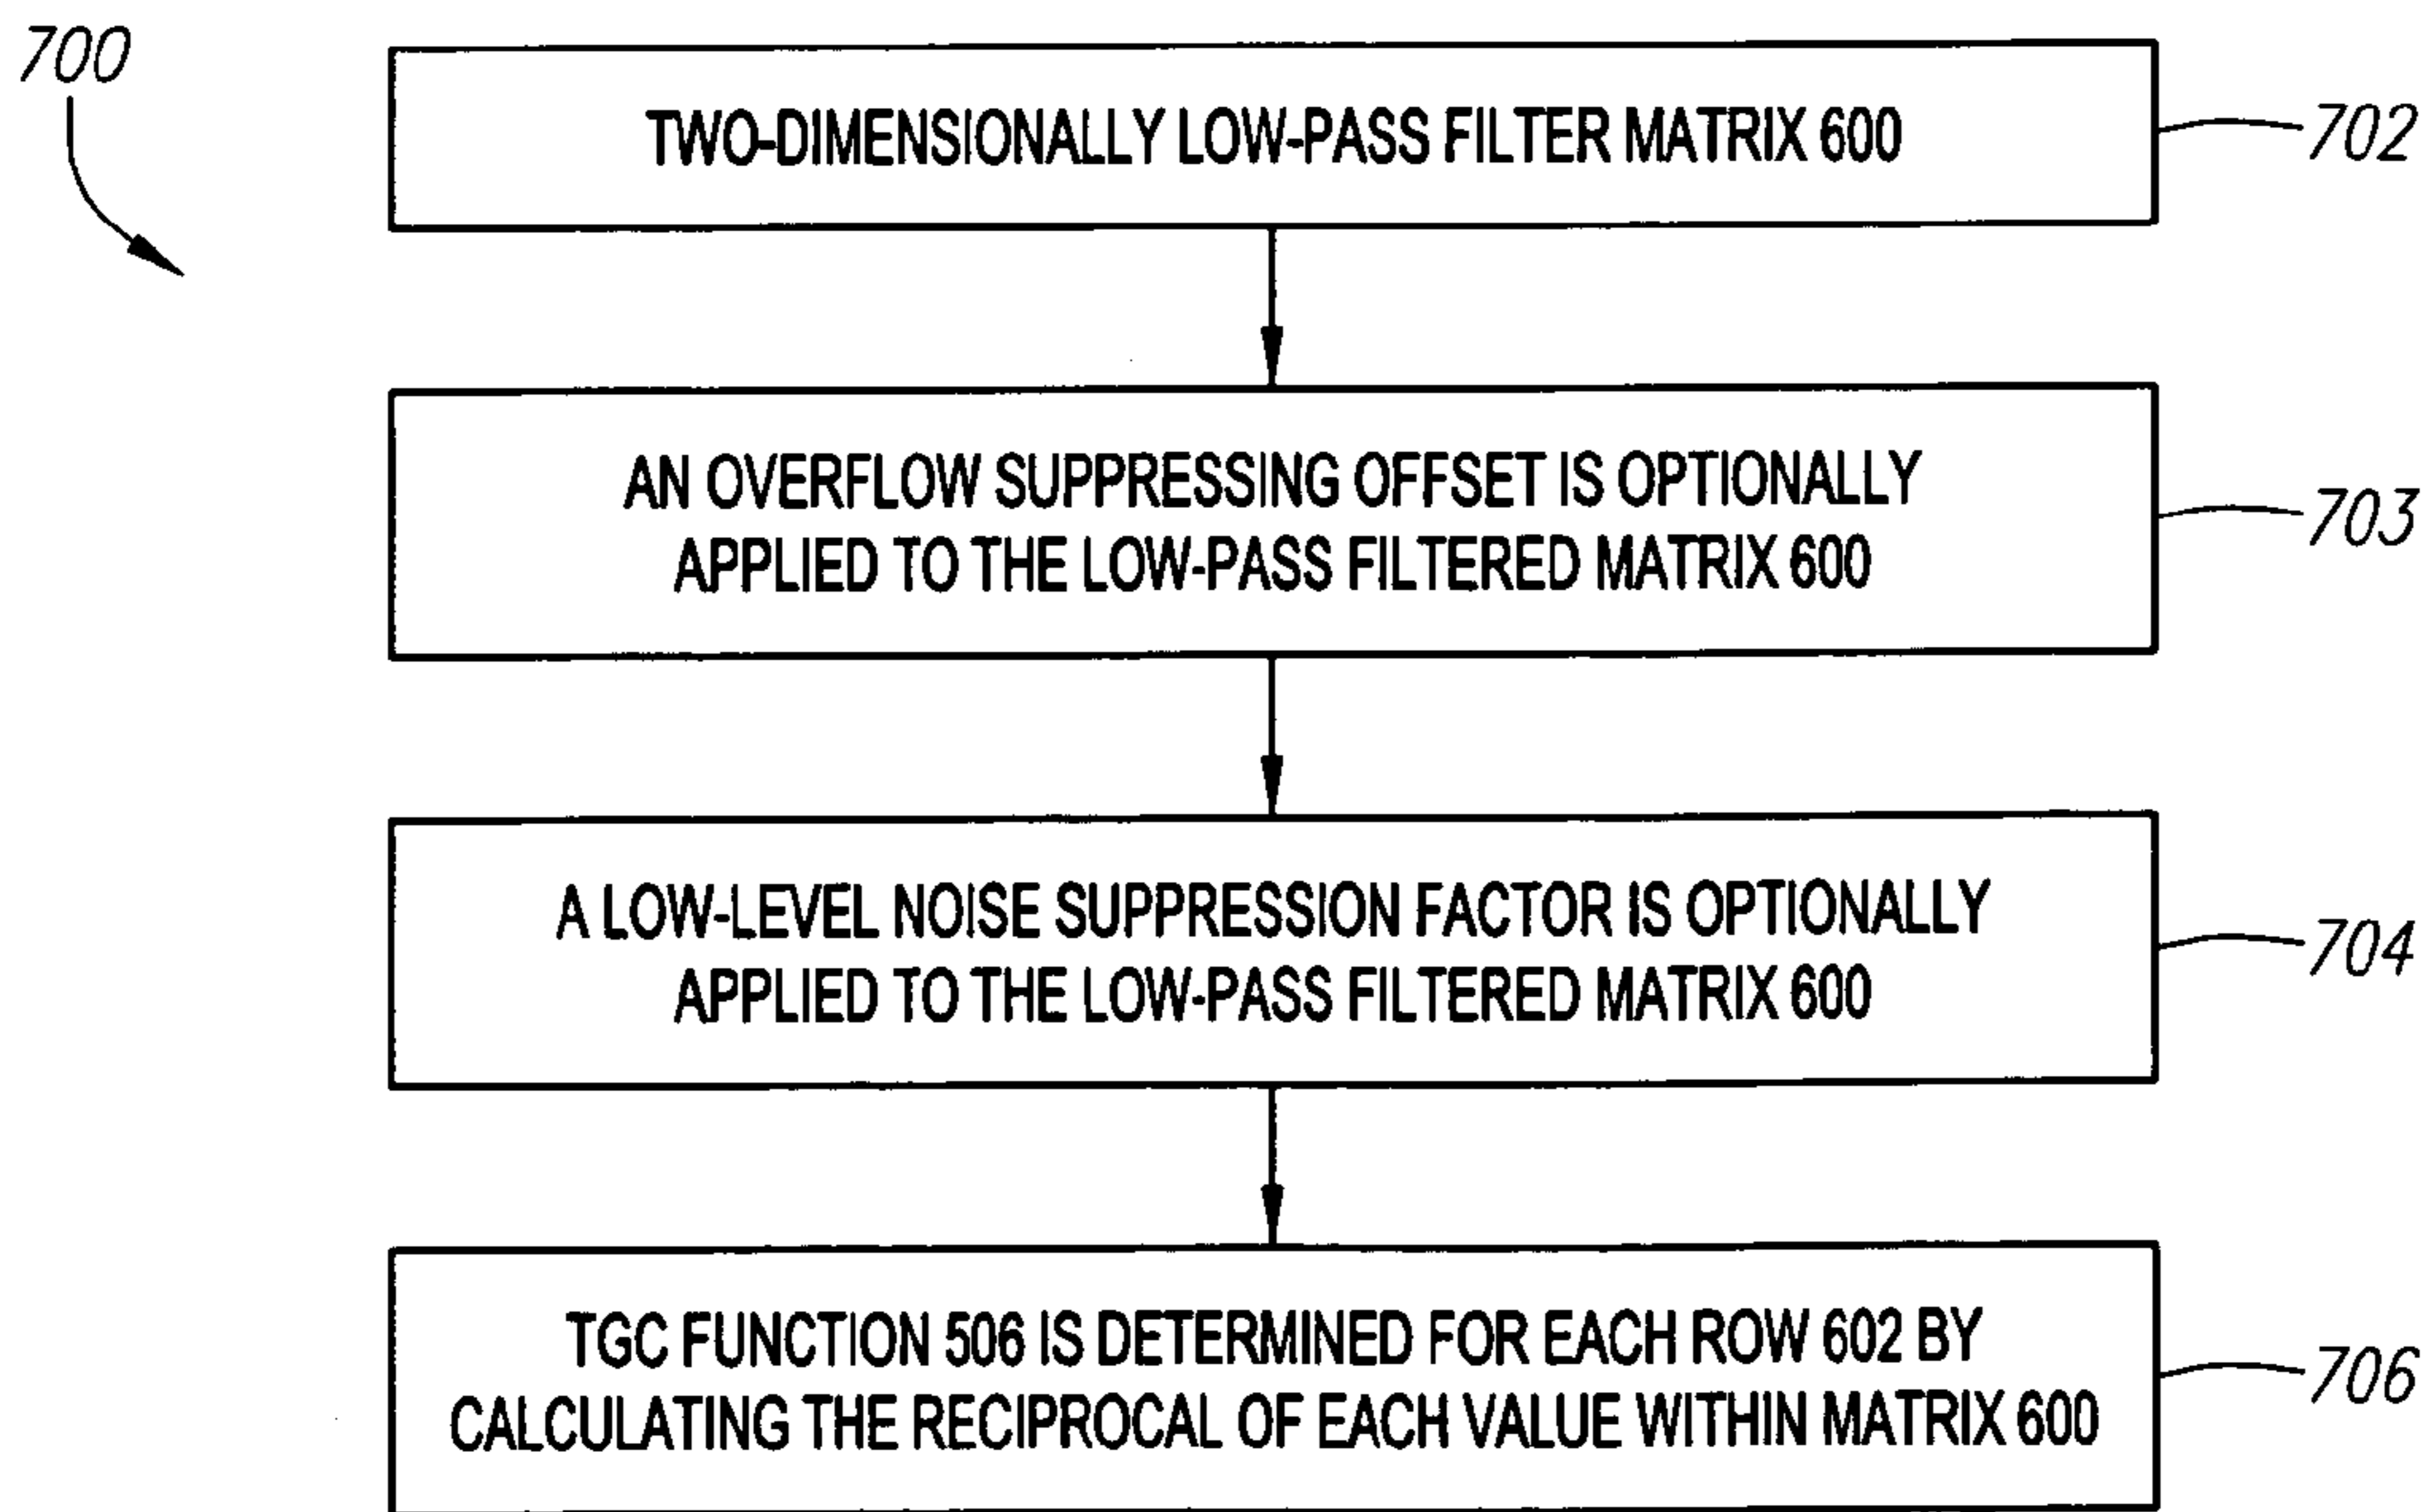 700
TWO-DIMENSIONALLY LOW-PASS FILTER MATRIX 600
702
AN OVERFLOW SUPPRESSING OFFSET IS OPTIONALLY
APPLIED TO THE LOW-PASS FILTERED MATRIX 600
703
A LOW-LEVEL NOISE SUPPRESSION FACTOR IS OPTIONALLY
APPLIED TO THE LOW-PASS FILTERED MATRIX 600
704
TGC FUNCTION 506 IS DETERMINED FOR EACH ROW 602 BY
CALCULATING THE RECIPROCAL OF EACH VALUE WITHIN MATRIX 600
706